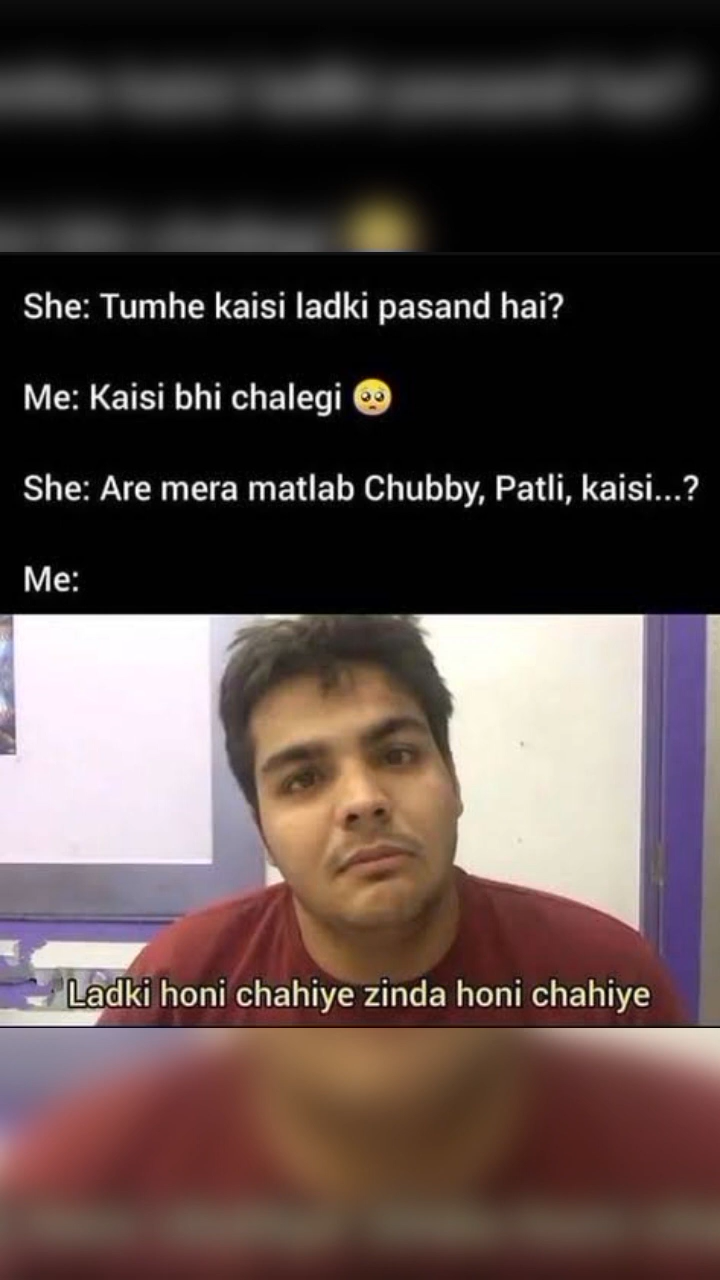 She: Tumhe kaisi ladki pasand hai?
Me: Kaisi bhi chalegi 🥺
She: Are mera matlab Chubby, Patli, kaisi...?
Me:
Ladki honi chahiye zinda honi chahiye